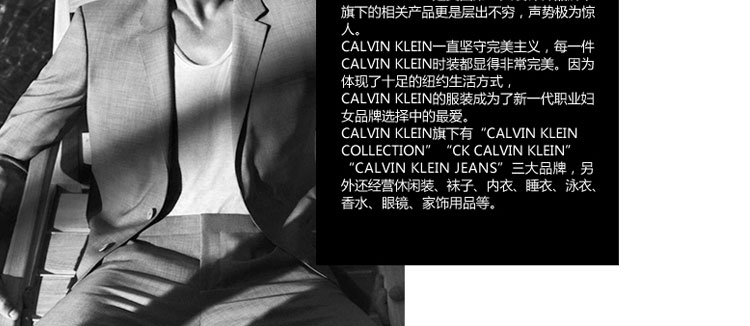 旗下的相关产品更是层出不穷，声势极为惊
人。
CALVIN KLEIN一直坚守完美主义，每一件
CALVIN KLEIN时装都显得非常完美。因为
体现了十足的纽约生活方式，
CALVIN KLEIN的服装成为了新一代职业妇
女品牌选择中的最爱。
CALVIN KLEIN旗下有“CALVIN KLEIN
COLLECTION”“CK CALVIN KLEIN”
“CALVIN KLEIN JEANS”三大品牌，另
外还经营休闲装、袜子、内衣、睡衣、泳衣、
香水、眼镜、家饰用品等。